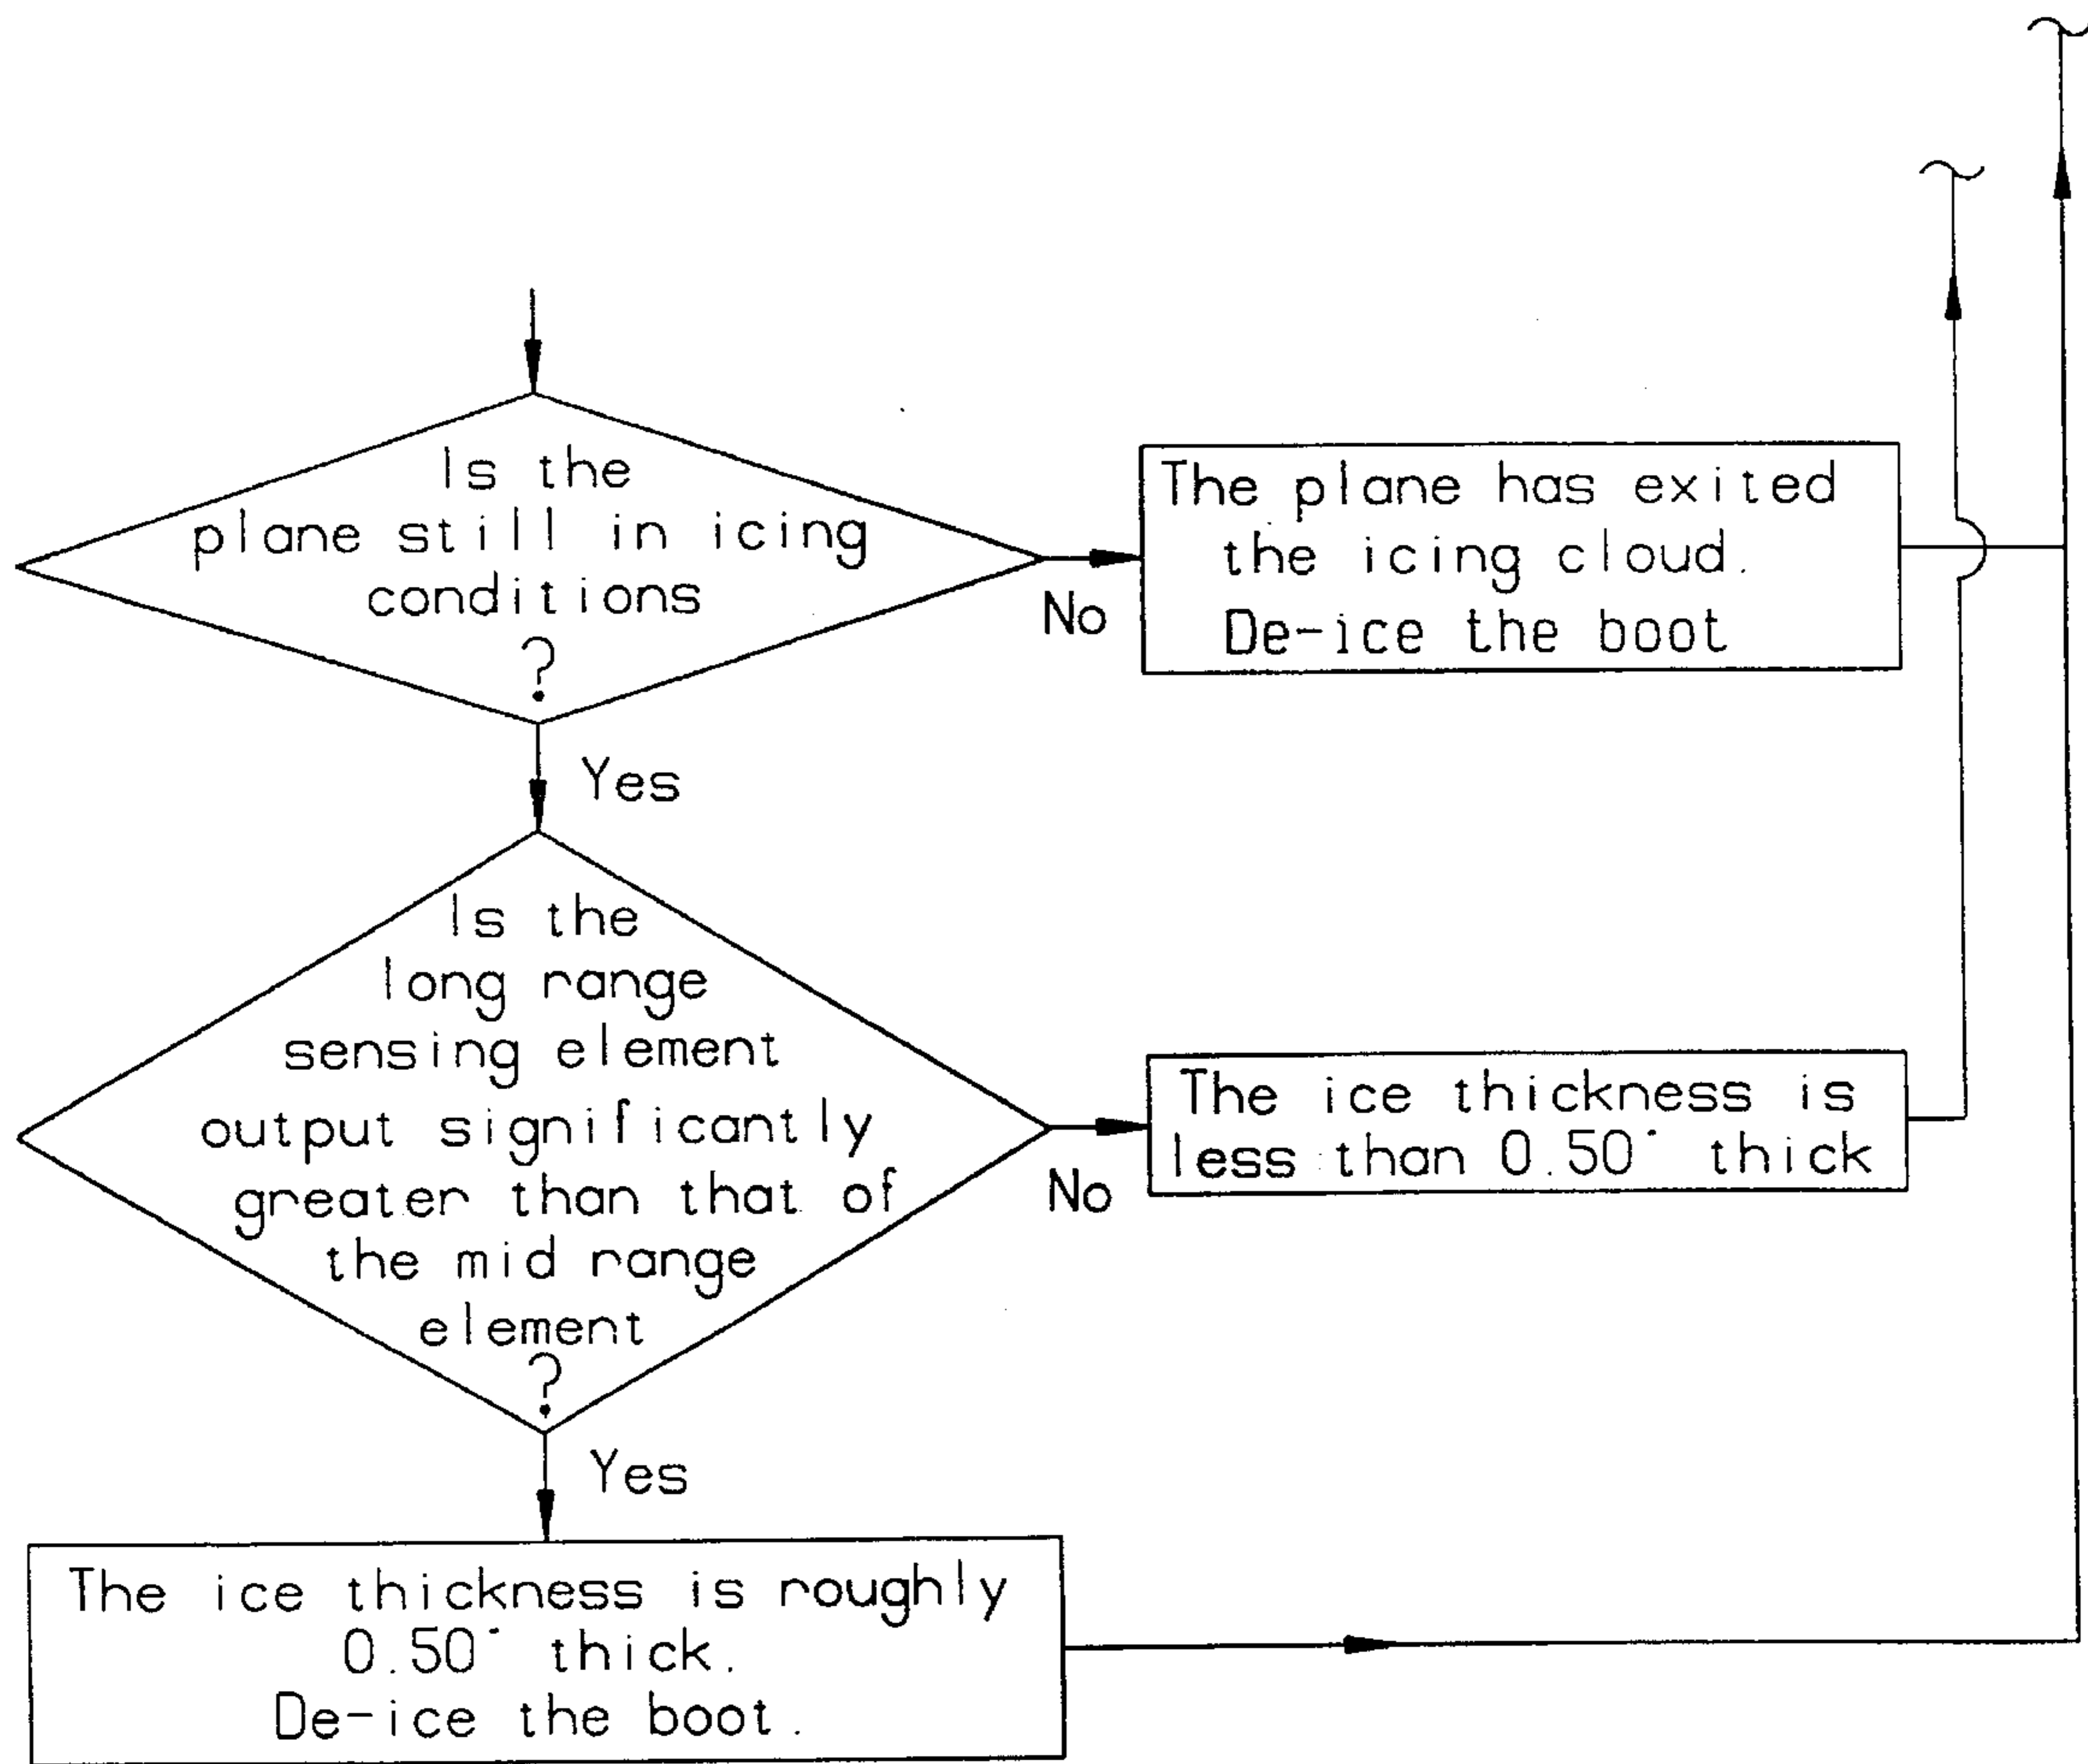 Is the
plane still in icing
conditions
?
No
The plane has exited
the icing cloud.
De-ice the boot
Yes
Is the
long range
sensing element
output significantly
greater than that of
the mid range
element
?
No
The ice thickness is
less than 0.50" thick
Yes
The ice thickness is roughly
0.50" thick.
De-ice the boot.